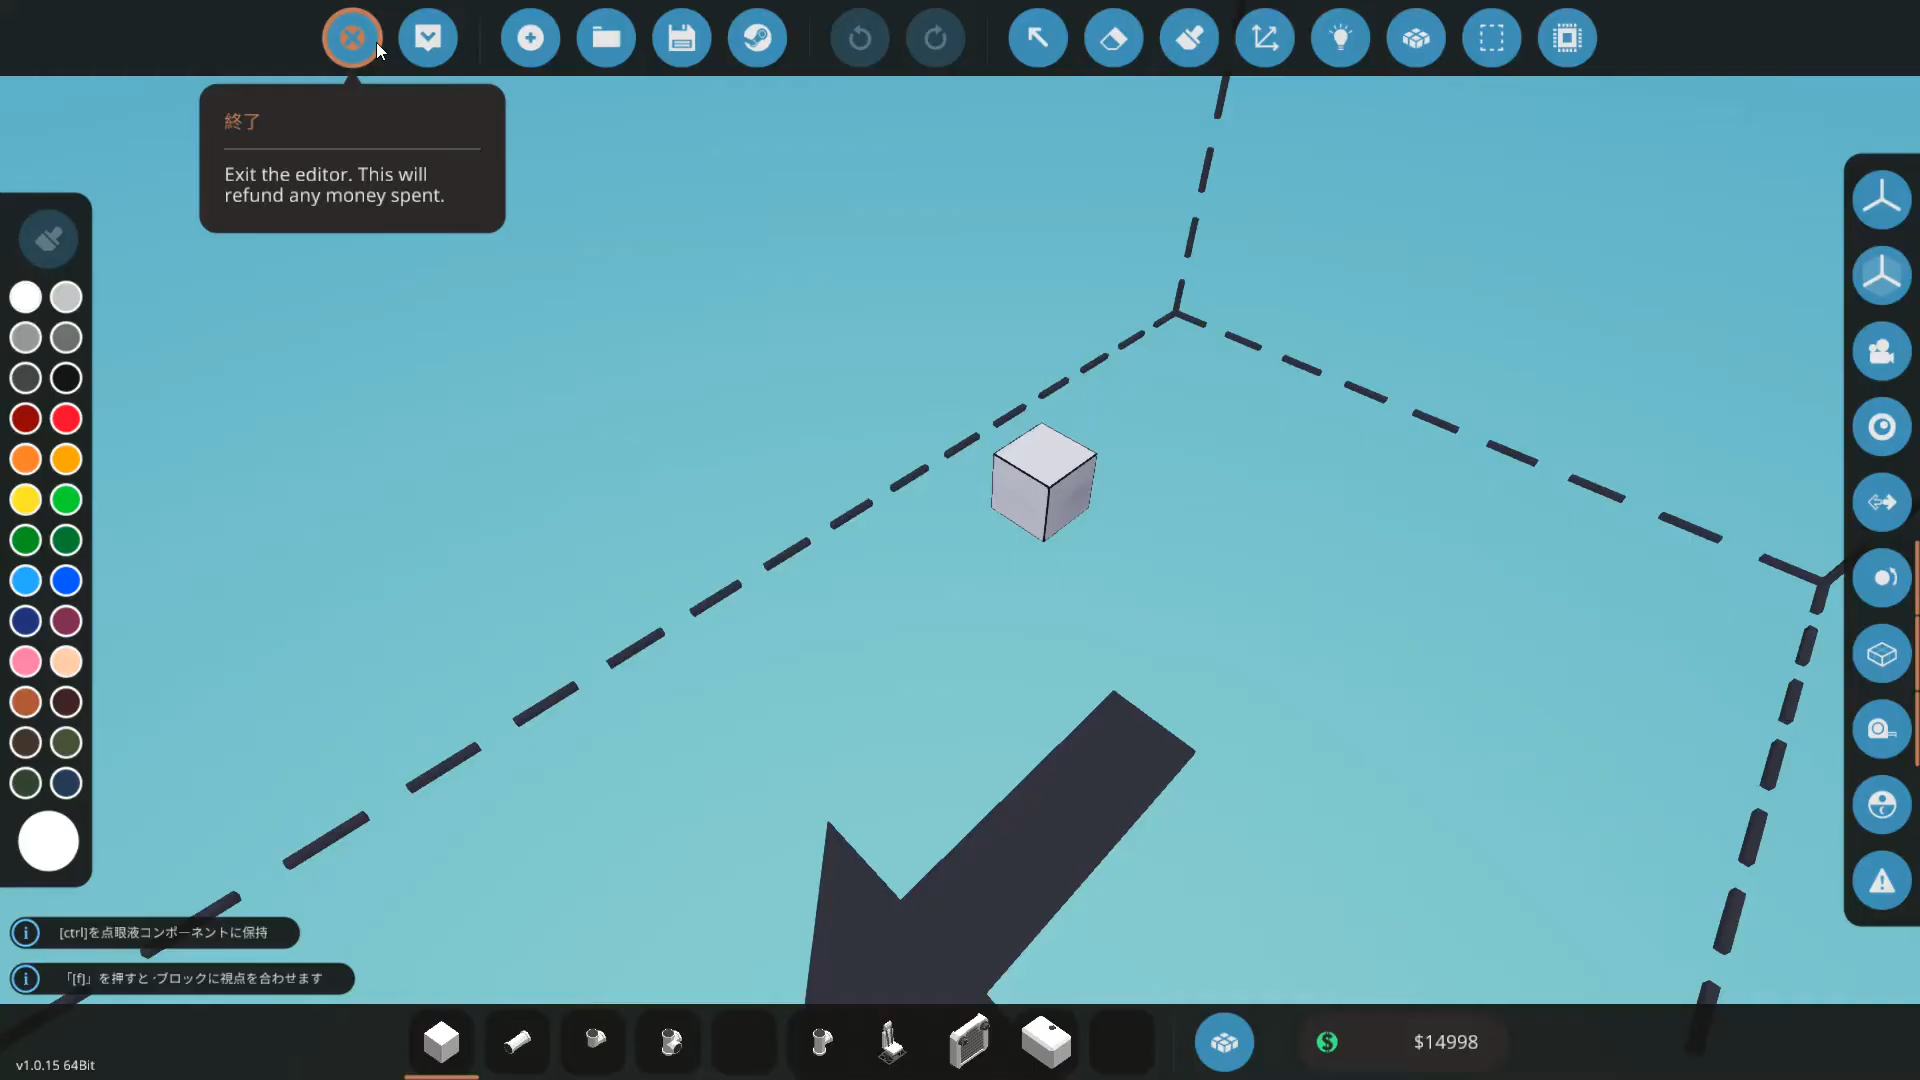 終了
Exit the editor. This will
refund any money spent.
[ctrl]を点眼液コンポーネントに保持
「[f]」を押すと・ブロックに視点を合わせます
$14998
v1.0.15 64Bit